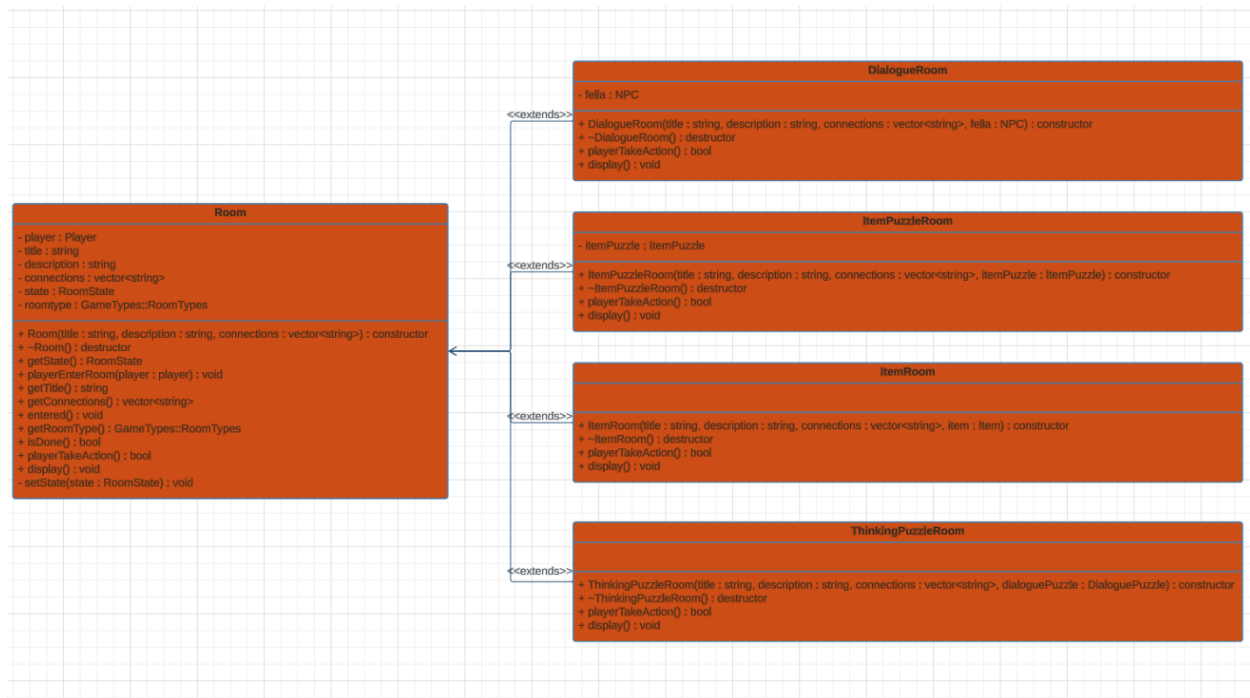 Room
- player : Player
- title : string
- description : string
- connections : vector<string>
- state : RoomState
- roomtype : GameTypes::RoomTypes
+ Room(title : string, description : string, connections : vector<string>) : constructor
+ ~Room() : destructor
+ getState() : RoomState
+ playerEnterRoom(player : player) : void
+ getTitle() : string
+ getConnections() : vector<string>
+ entered() : void
+ getRoomType() : GameTypes::RoomTypes
+ isDone() : bool
+ playerTakeAction() : bool
+ display() : void
- setState(state : RoomState) : void
<<extends>>
DialogueRoom
- fella : NPC
+ DialogueRoom(title : string, description : string, connections : vector<string>, fella : NPC) : constructor
+ ~DialogueRoom() : destructor
+ playerTakeAction() : bool
+ display() : void
<<extends>>
ItemPuzzleRoom
- itemPuzzle : ItemPuzzle
+ ItemPuzzleRoom(title : string, description : string, connections : vector<string>, itemPuzzle : ItemPuzzle) : constructor
+ ~ItemPuzzleRoom() : destructor
+ playerTakeAction() : bool
+ display() : void
<<extends>>
ItemRoom
+ ItemRoom(title : string, description : string, connections : vector<string>, item : Item) : constructor
+ ~ItemRoom() : destructor
+ playerTakeAction() : bool
+ display() : void
<<extends>>
ThinkingPuzzleRoom
+ ThinkingPuzzleRoom(title : string, description : string, connections : vector<string>, dialoguePuzzle : DialoguePuzzle) : constructor
+ ~ThinkingPuzzleRoom() : destructor
+ playerTakeAction() : bool
+ display() : void